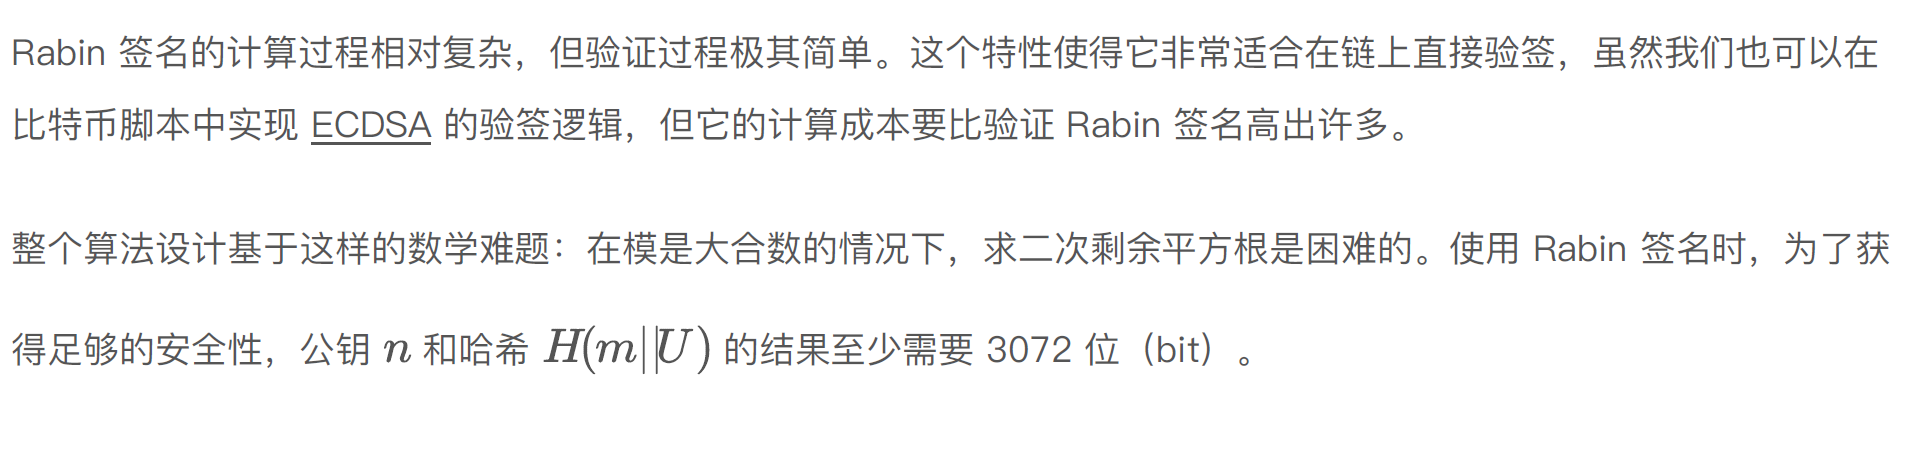 Rabin 签名的计算过程相对复杂，但验证过程极其简单。这个特性使得它非常适合在链上直接验签，虽然我们也可以在
比特币脚本中实现 ECDSA 的验签逻辑，但它的计算成本要比验证 Rabin 签名高出许多。
整个算法设计基于这样的数学难题：在模是大合数的情况下，求二次剩余平方根是困难的。使用 Rabin 签名时，为了获
得足够的安全性，公钥 n 和哈希 H(m||U) 的结果至少需要 3072 位（bit）。